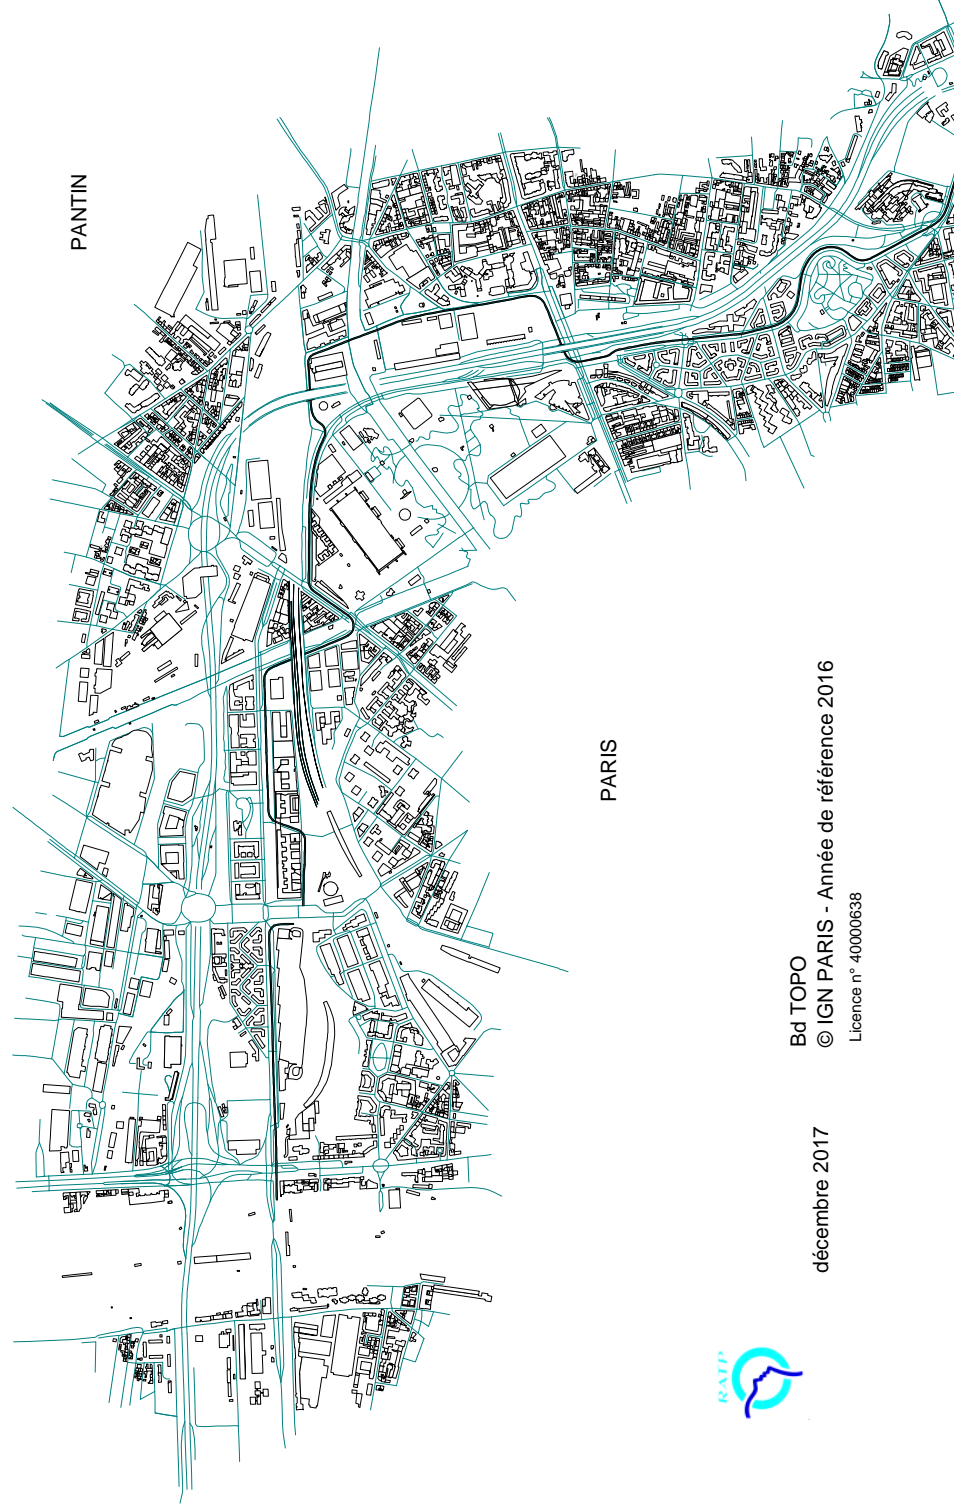 PANTIN
PARIS
Bd TOPO
© IGN PARIS - Année de référence 2016
Licence n° 40000638
décembre 2017
RATP